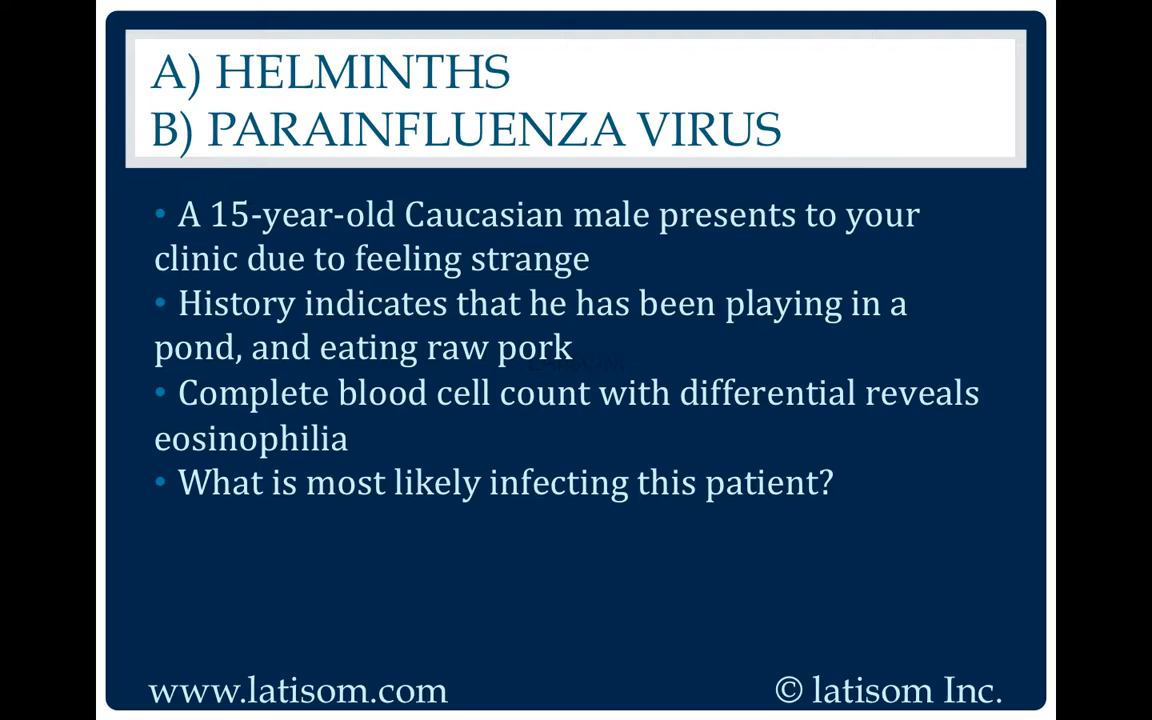 A) HELMINTHS
B) PARAINFLUENZA VIRUS
• A 15-year-old Caucasian male presents to your
clinic due to feeling strange
• History indicates that he has been playing in a
pond, and eating raw pork
• Complete blood cell count with differential reveals
eosinophilia
• What is most likely infecting this patient?
www.latisom.com
© latisom Inc.